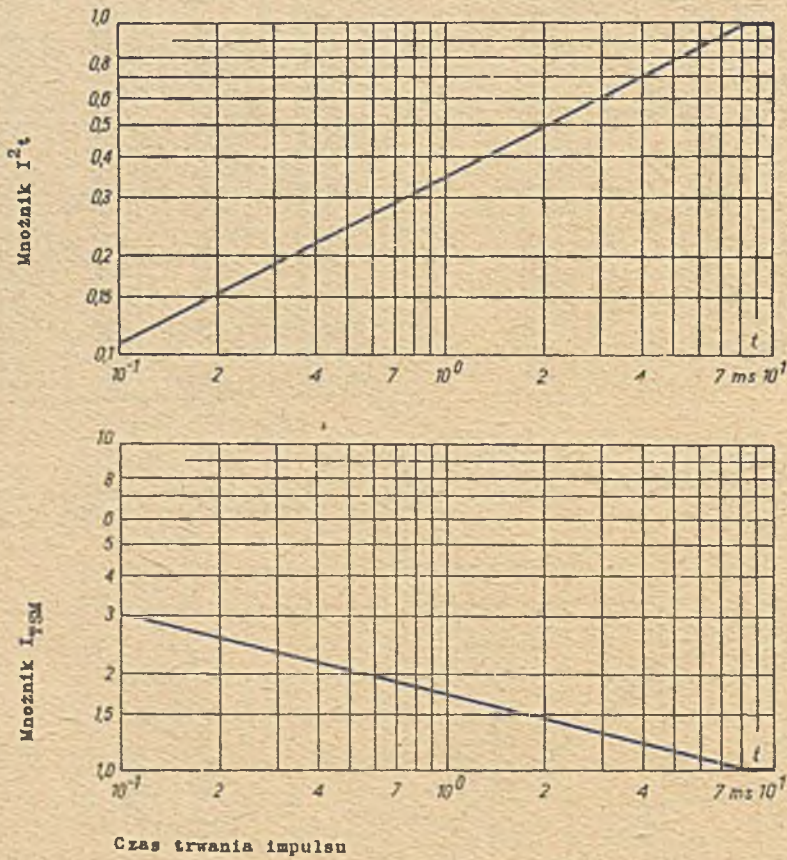 Mnożnik I²t
1,0
0,8
0,6
0,5
0,4
0,3
0,2
0,15
0,1
t
10⁻¹ 2 4 7 10⁰ 2 4 7 ms 10¹
Mnożnik I_TSM
10
8
6
5
4
3
2
1,5
1,0
t
10⁻¹ 2 4 7 10⁰ 2 4 7 ms 10¹
Czas trwania impulsu